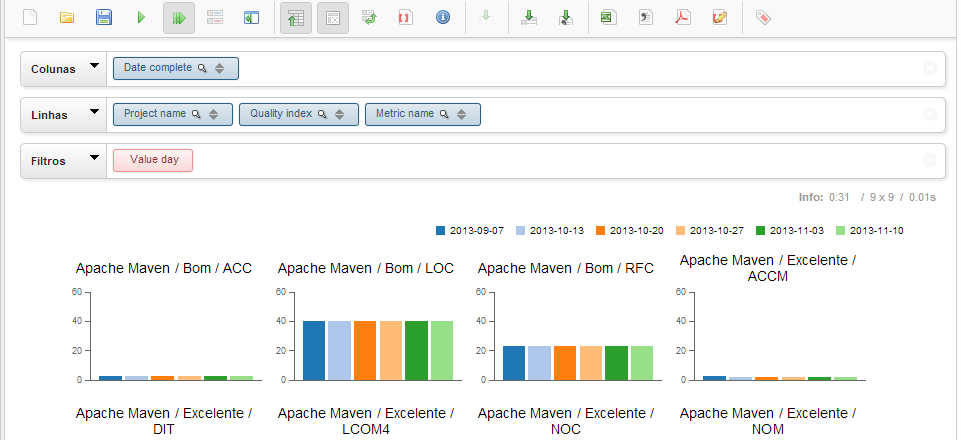 Colunas Date complete
Linhas Project name Quality index Metric name
Filtros Value day
Info: 0:31 / 9 x 9 / 0.01s
2013-09-07 2013-10-13 2013-10-20 2013-10-27 2013-11-03 2013-11-10
Apache Maven / Bom / ACC
60
40
20
0
Apache Maven / Bom / LOC
60
40
20
0
Apache Maven / Bom / RFC
60
40
20
0
Apache Maven / Excelente /
ACCM
60
40
20
0
Apache Maven / Excelente /
DIT
Apache Maven / Excelente /
LCOM4
Apache Maven / Excelente /
NOC
Apache Maven / Excelente /
NOM